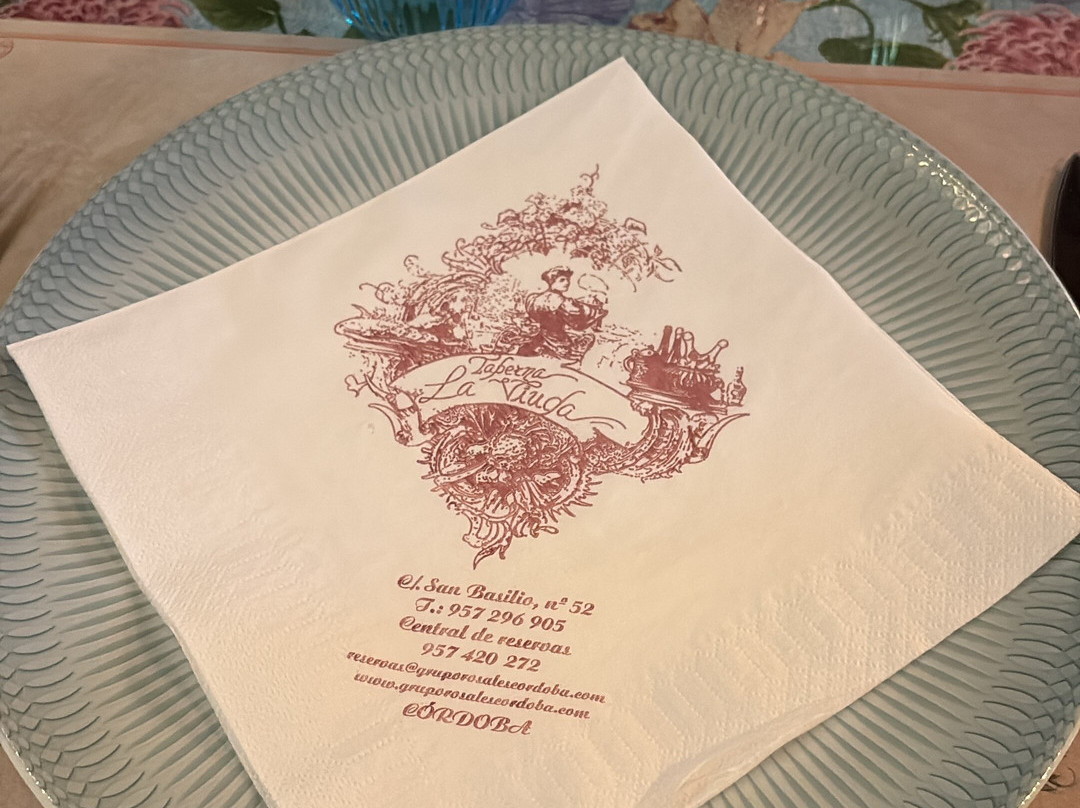 Taberna
La Viuda
C/. San Basilio, nº 52
T.: 957 296 905
Central de reservas
957 420 272
reservas@gruporosalescordoba.com
www.gruporosalescordoba.com
CÓRDOBA